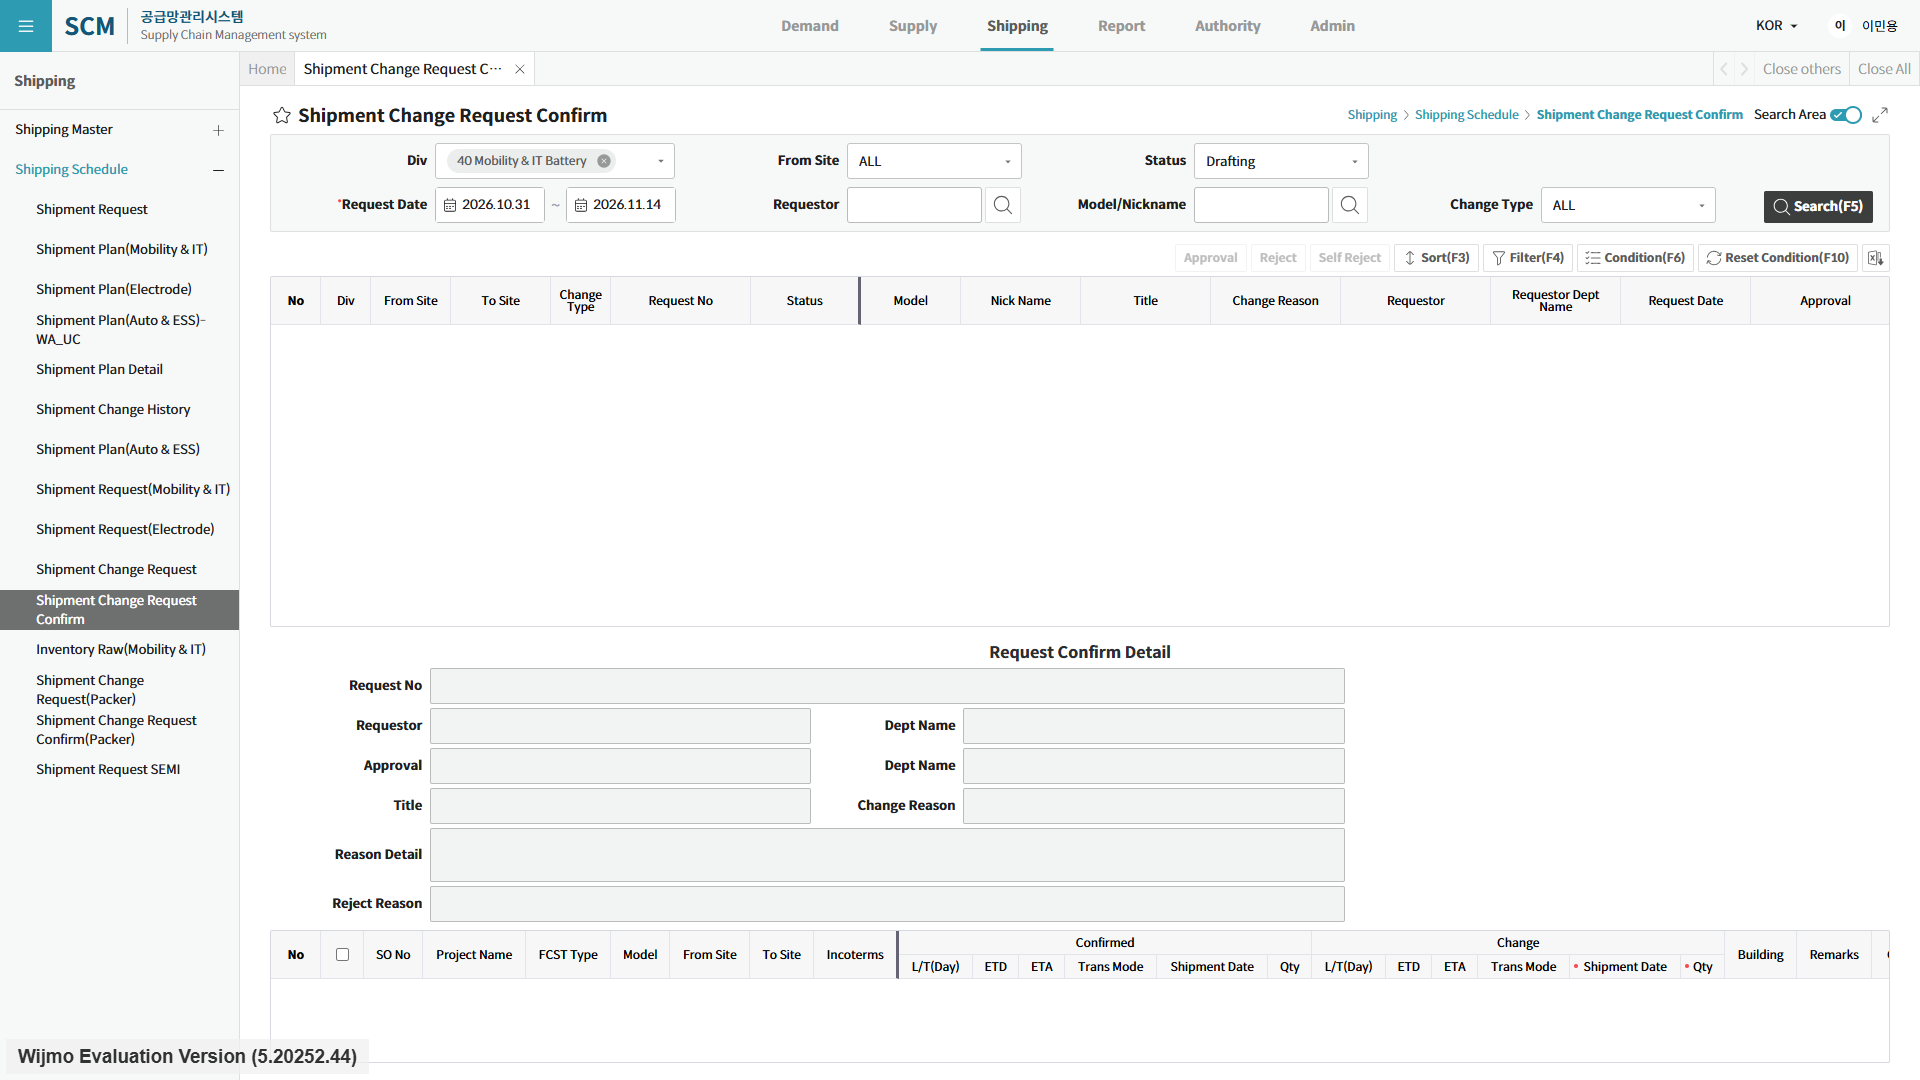 SCM
공급망관리시스템
Supply Chain Management system
Demand
Supply
Shipping
Report
Authority
Admin
KOR
이
이민용
Shipping
Home
Shipment Change Request C···
Close others
Close All
Shipping Master
Shipping Schedule
Shipment Request
Shipment Plan(Mobility & IT)
Shipment Plan(Electrode)
Shipment Plan(Auto & ESS)-
WA_UC
Shipment Plan Detail
Shipment Change History
Shipment Plan(Auto & ESS)
Shipment Request(Mobility & IT)
Shipment Request(Electrode)
Shipment Change Request
Shipment Change Request
Confirm
Inventory Raw(Mobility & IT)
Shipment Change
Request(Packer)
Shipment Change Request
Confirm(Packer)
Shipment Request SEMI
Shipment Change Request Confirm
Shipping > Shipping Schedule > Shipment Change Request Confirm
Search Area
Div
40 Mobility & IT Battery
From Site
ALL
Status
Drafting
*Request Date
2026.10.31 ~ 2026.11.14
Requestor
Model/Nickname
Change Type
ALL
Search(F5)
Approval
Reject
Self Reject
Sort(F3)
Filter(F4)
Condition(F6)
Reset Condition(F10)
No
Div
From Site
To Site
Change
Type
Request No
Status
Model
Nick Name
Title
Change Reason
Requestor
Requestor Dept
Name
Request Date
Approval
Request Confirm Detail
Request No
Requestor
Dept Name
Approval
Dept Name
Title
Change Reason
Reason Detail
Reject Reason
No
SO No
Project Name
FCST Type
Model
From Site
To Site
Incoterms
Confirmed
L/T(Day)
ETD
ETA
Trans Mode
Shipment Date
Qty
Change
L/T(Day)
ETD
ETA
Trans Mode
* Shipment Date
* Qty
Building
Remarks
Wijmo Evaluation Version (5.20252.44)